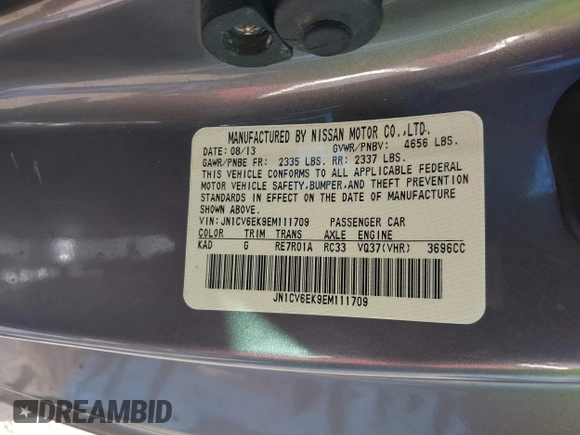 MANUFACTURED BY NISSAN MOTOR CO.,LTD.
DATE: 08/13 GVWR/PNBV: 4656 LBS.
GAWR/PNBE FR: 2335 LBS. RR: 2337 LBS.
THIS VEHICLE CONFORMS TO ALL APPLICABLE FEDERAL
MOTOR VEHICLE SAFETY,BUMPER,AND THEFT PREVENTION
STANDARDS IN EFFECT ON THE DATE OF MANUFACTURE
SHOWN ABOVE.
VIN: JN1CV6EK9EM111709 PASSENGER CAR
COLOR TRIM TRANS AXLE ENGINE
KAD G RE7R01A RC33 VQ37(VHR) 3696CC
JN1CV6EK9EM111709
DREAMBID